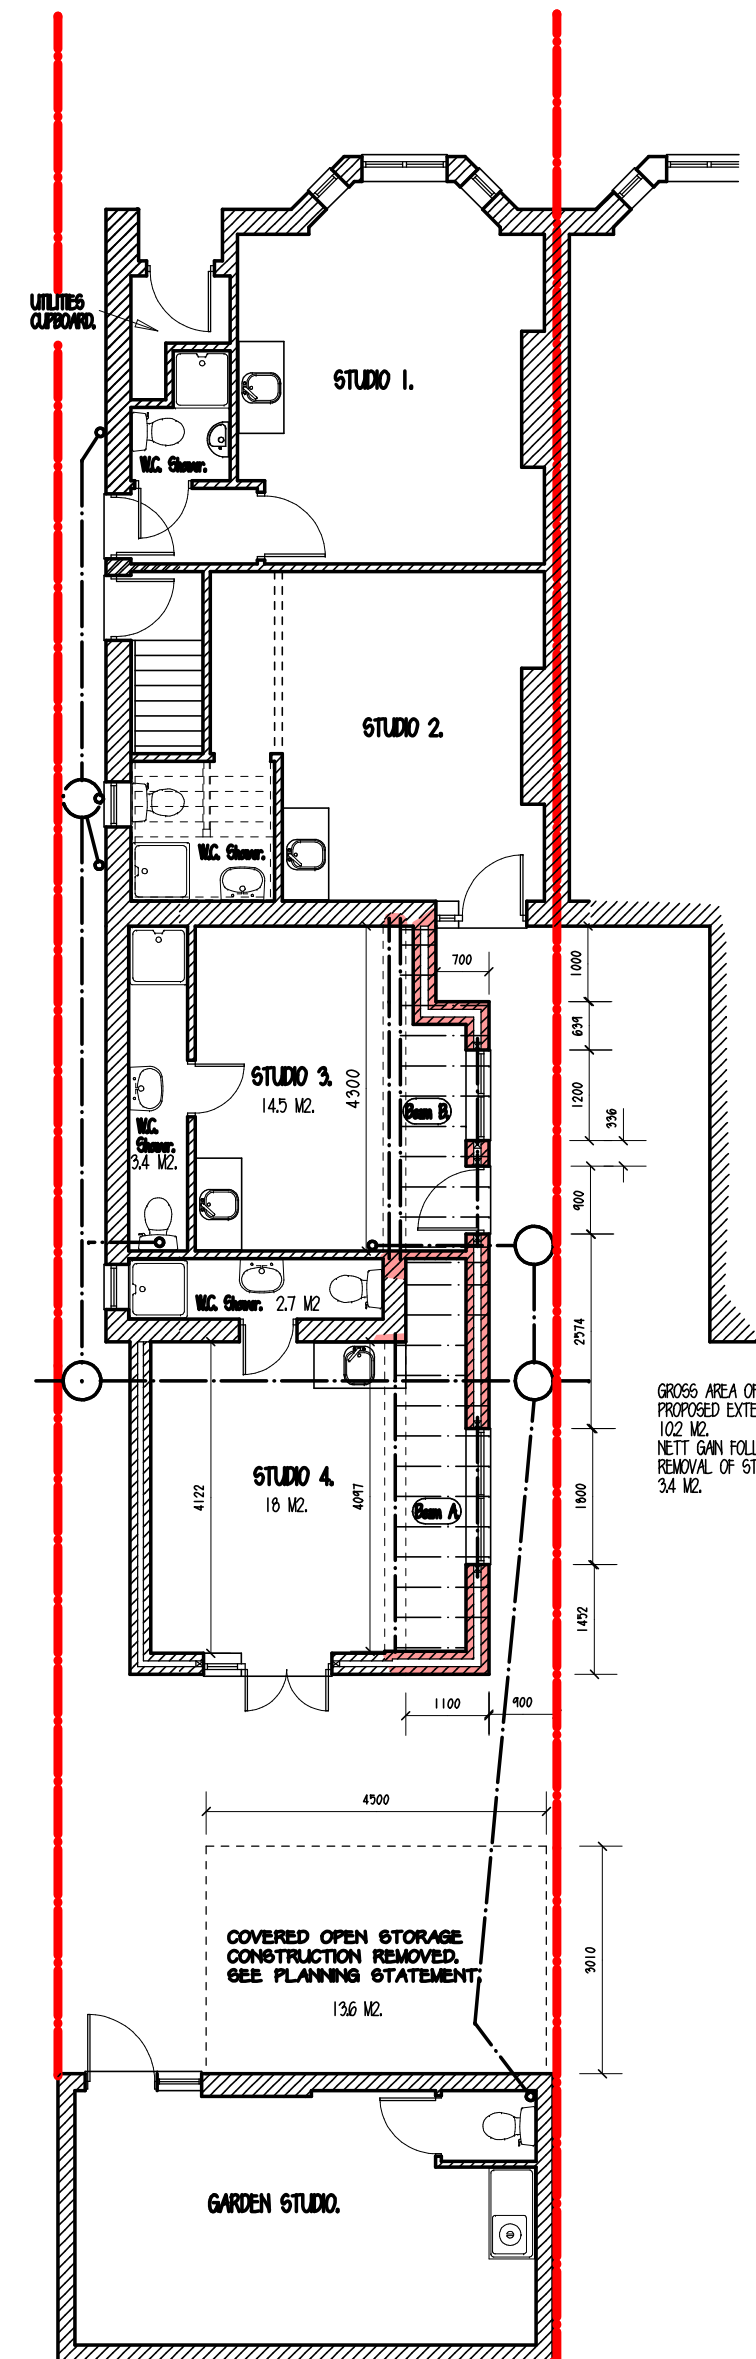 UTILITIES
CUPBOARD.
STUDIO 1.
W.C. Shower.
STUDIO 2.
W.C. Shower.
700
1000
639
STUDIO 3.
14.5 M2.
4300
Beam B.
1200
336
W.C.
Shower.
3.4 M2.
900
W.C. Shower. 2.7 M2
2574
GROSS AREA OF
PROPOSED EXTE
10.2 M2.
NETT GAIN FOLL
REMOVAL OF ST
3.4 M2.
STUDIO 4.
18 M2.
4122
4097
Beam A.
1800
1452
1100
900
4500
COVERED OPEN STORAGE
CONSTRUCTION REMOVED.
SEE PLANNING STATEMENT.
13.6 M2.
3010
GARDEN STUDIO.